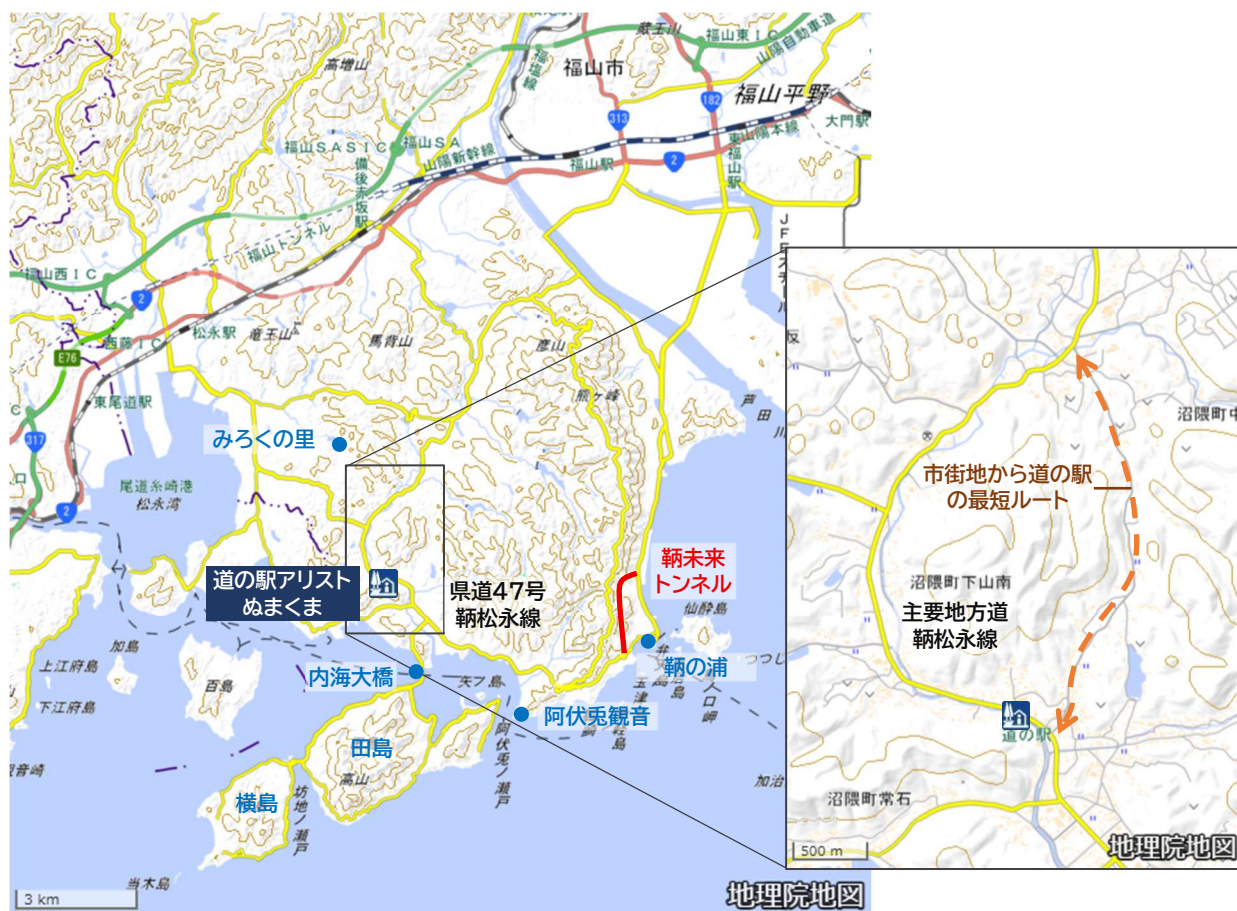 蔵王山
福山東IC
山陽自動車道
高増山
福塩線
福山市
福山平野
182
313
大門駅
東福山駅
山陽本線
福山SASIC
福山SA
山陽新幹線
福山駅
2
備後赤坂駅
福山トンネル
福山西IC
2
松永駅
竜王山
馬背山
彦山
西藤IC
E76
東尾道駅
熊ヶ峰
芦田川
317
みろくの里
尾道糸崎港
松永湾
2
道の駅アリスト
ぬまくま
県道47号
鞆松永線
鞆未来
トンネル
仙酔島
鞆の浦
加島
上江府島
百島
下江府島
内海大橋
矢ノ島
阿伏兎観音
阿伏兎ノ瀬戸
田島
高山
横島
坊地ノ瀬戸
当木島
3 km
地理院地図
沼隈町中
市街地から道の駅
の最短ルート
沼隈町下山南
主要地方道
鞆松永線
道の駅
沼隈町常石
500 m
地理院地図